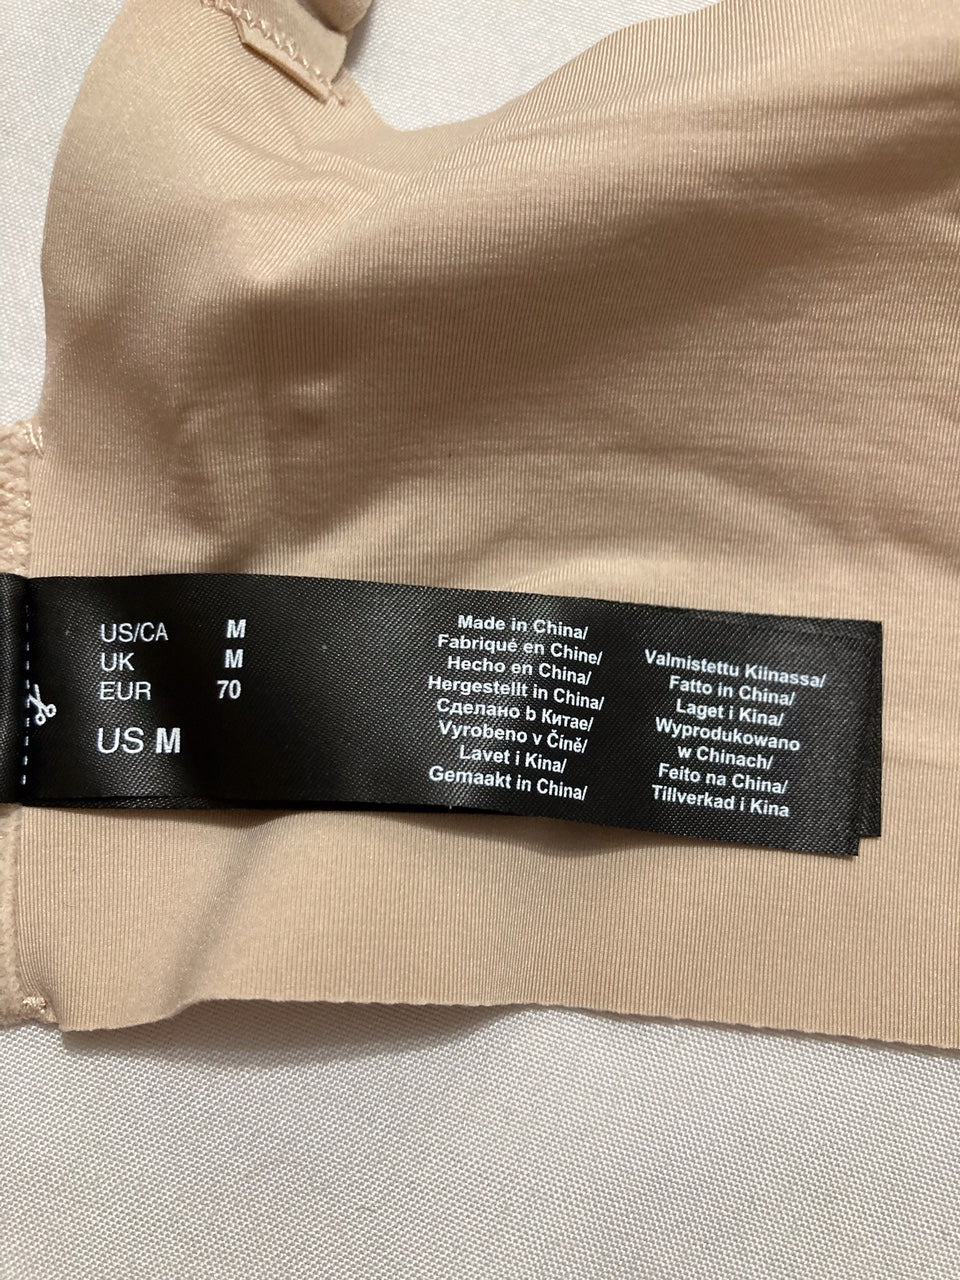 US/CA M
UK M
EUR 70
US M
Made in China/
Fabriqué en Chine/
Hecho en China/
Hergestellt in China/
Сделано b Китае/
Vyrobeno v Čině/
Lavet i Kina/
Gemaakt in China/
Valmistettu Kiinassa/
Fatto in China/
Laget i Kina/
Wyprodukowano
w Chinach/
Feito na China/
Tillverkad i Kina